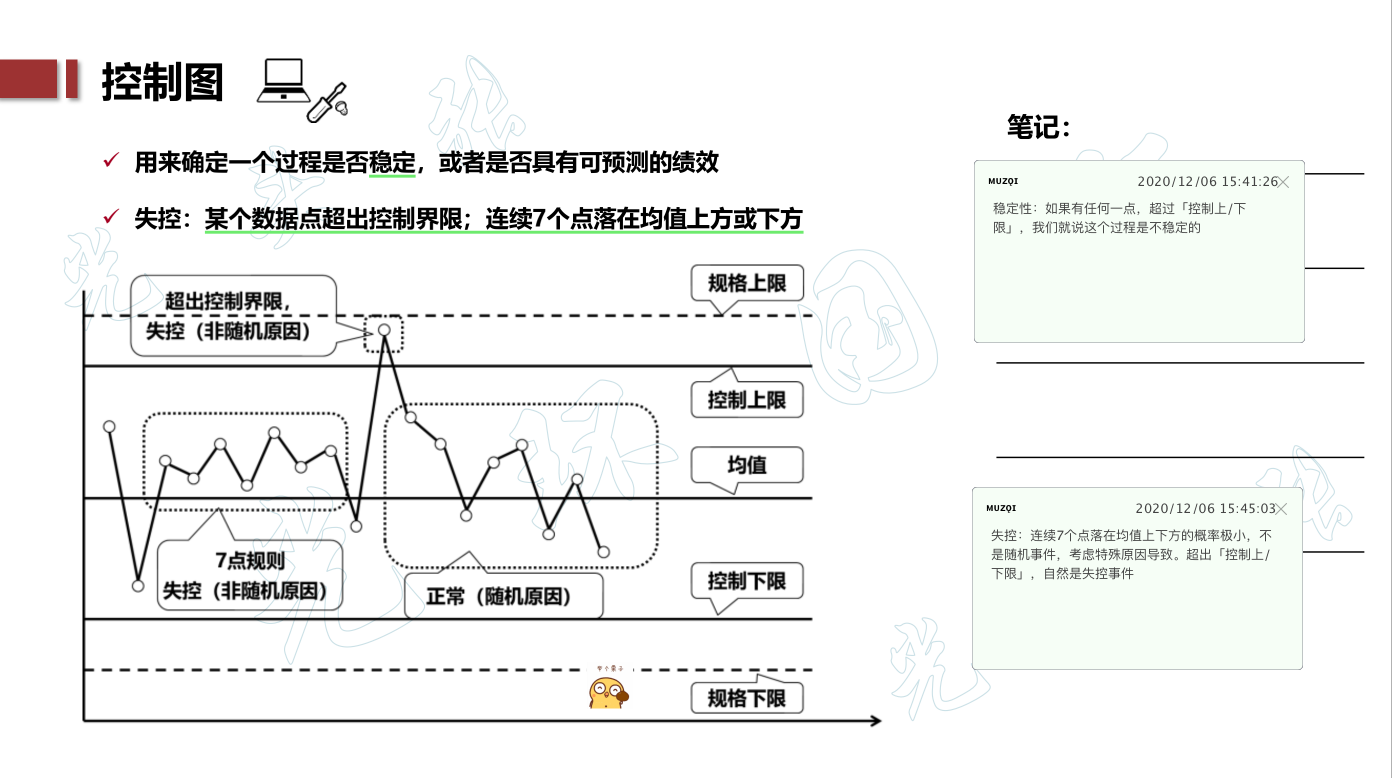 控制图
用来确定一个过程是否稳定，或者是否具有可预测的绩效
失控：某个数据点超出控制界限；连续7个点落在均值上方或下方
规格上限
超出控制界限，
失控（非随机原因）
控制上限
均值
7点规则
失控（非随机原因）
正常（随机原因）
控制下限
规格下限
笔记：
MUZQI 2020/12/06 15:41:26
稳定性：如果有任何一点，超过「控制上/下
限」，我们就说这个过程是不稳定的
MUZQI 2020/12/06 15:45:03
失控：连续7个点落在均值上下方的概率极小，不
是随机事件，考虑特殊原因导致。超出「控制上/
下限」，自然是失控事件